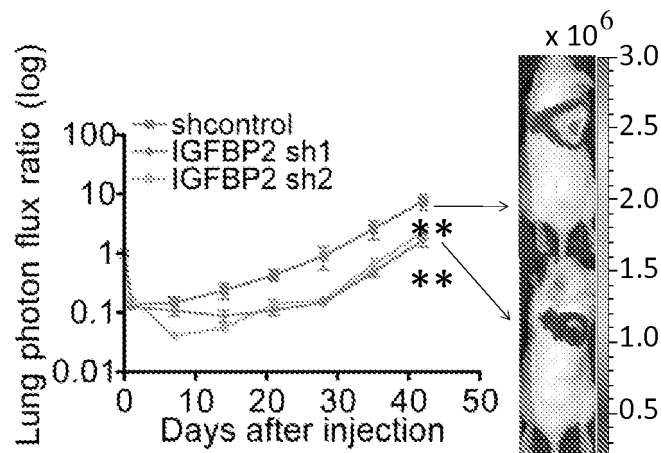 x 10⁶
Lung photon flux ratio (log)
shcontrol
IGFBP2 sh1
IGFBP2 sh2
100
10
1
0.1
0.01
**
**
0 10 20 30 40 50
Days after injection
3.0
2.5
2.0
1.5
1.0
0.5